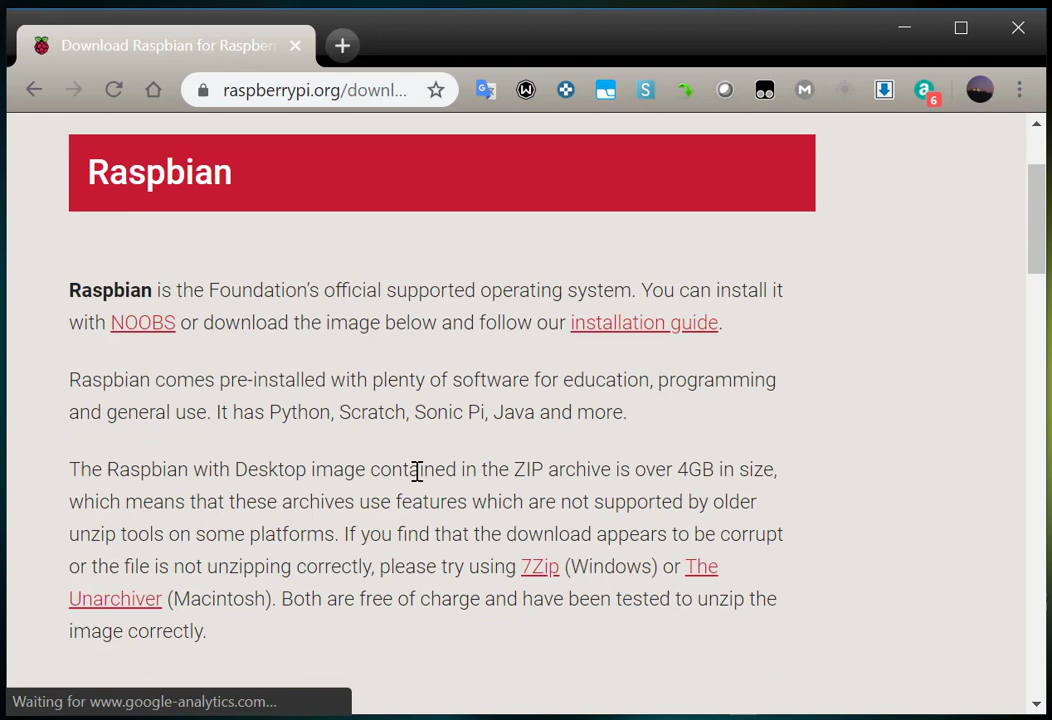 Download Raspbian for Raspber
raspberrypi.org/downl...
6
Raspbian
Raspbian is the Foundation’s official supported operating system. You can install it
with NOOBS or download the image below and follow our installation guide.
Raspbian comes pre-installed with plenty of software for education, programming
and general use. It has Python, Scratch, Sonic Pi, Java and more.
The Raspbian with Desktop image contained in the ZIP archive is over 4GB in size,
which means that these archives use features which are not supported by older
unzip tools on some platforms. If you find that the download appears to be corrupt
or the file is not unzipping correctly, please try using 7Zip (Windows) or The
Unarchiver (Macintosh). Both are free of charge and have been tested to unzip the
image correctly.
Waiting for www.google-analytics.com...